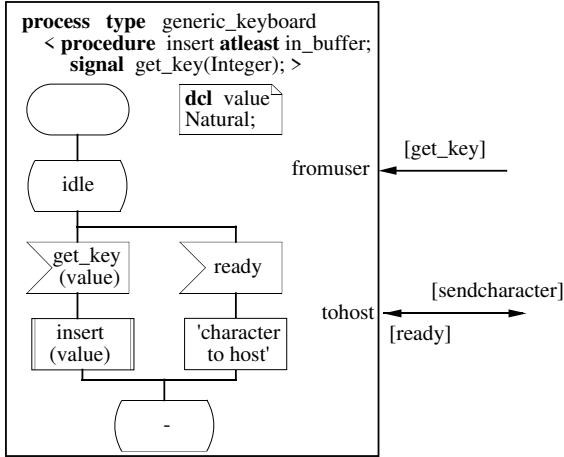 process type generic_keyboard
< procedure insert atleast in_buffer;
signal get_key(Integer); >
dcl value
Natural;
idle
get_key
(value)
ready
insert
(value)
'character
to host'
-
fromuser
[get_key]
tohost
[sendcharacter]
[ready]